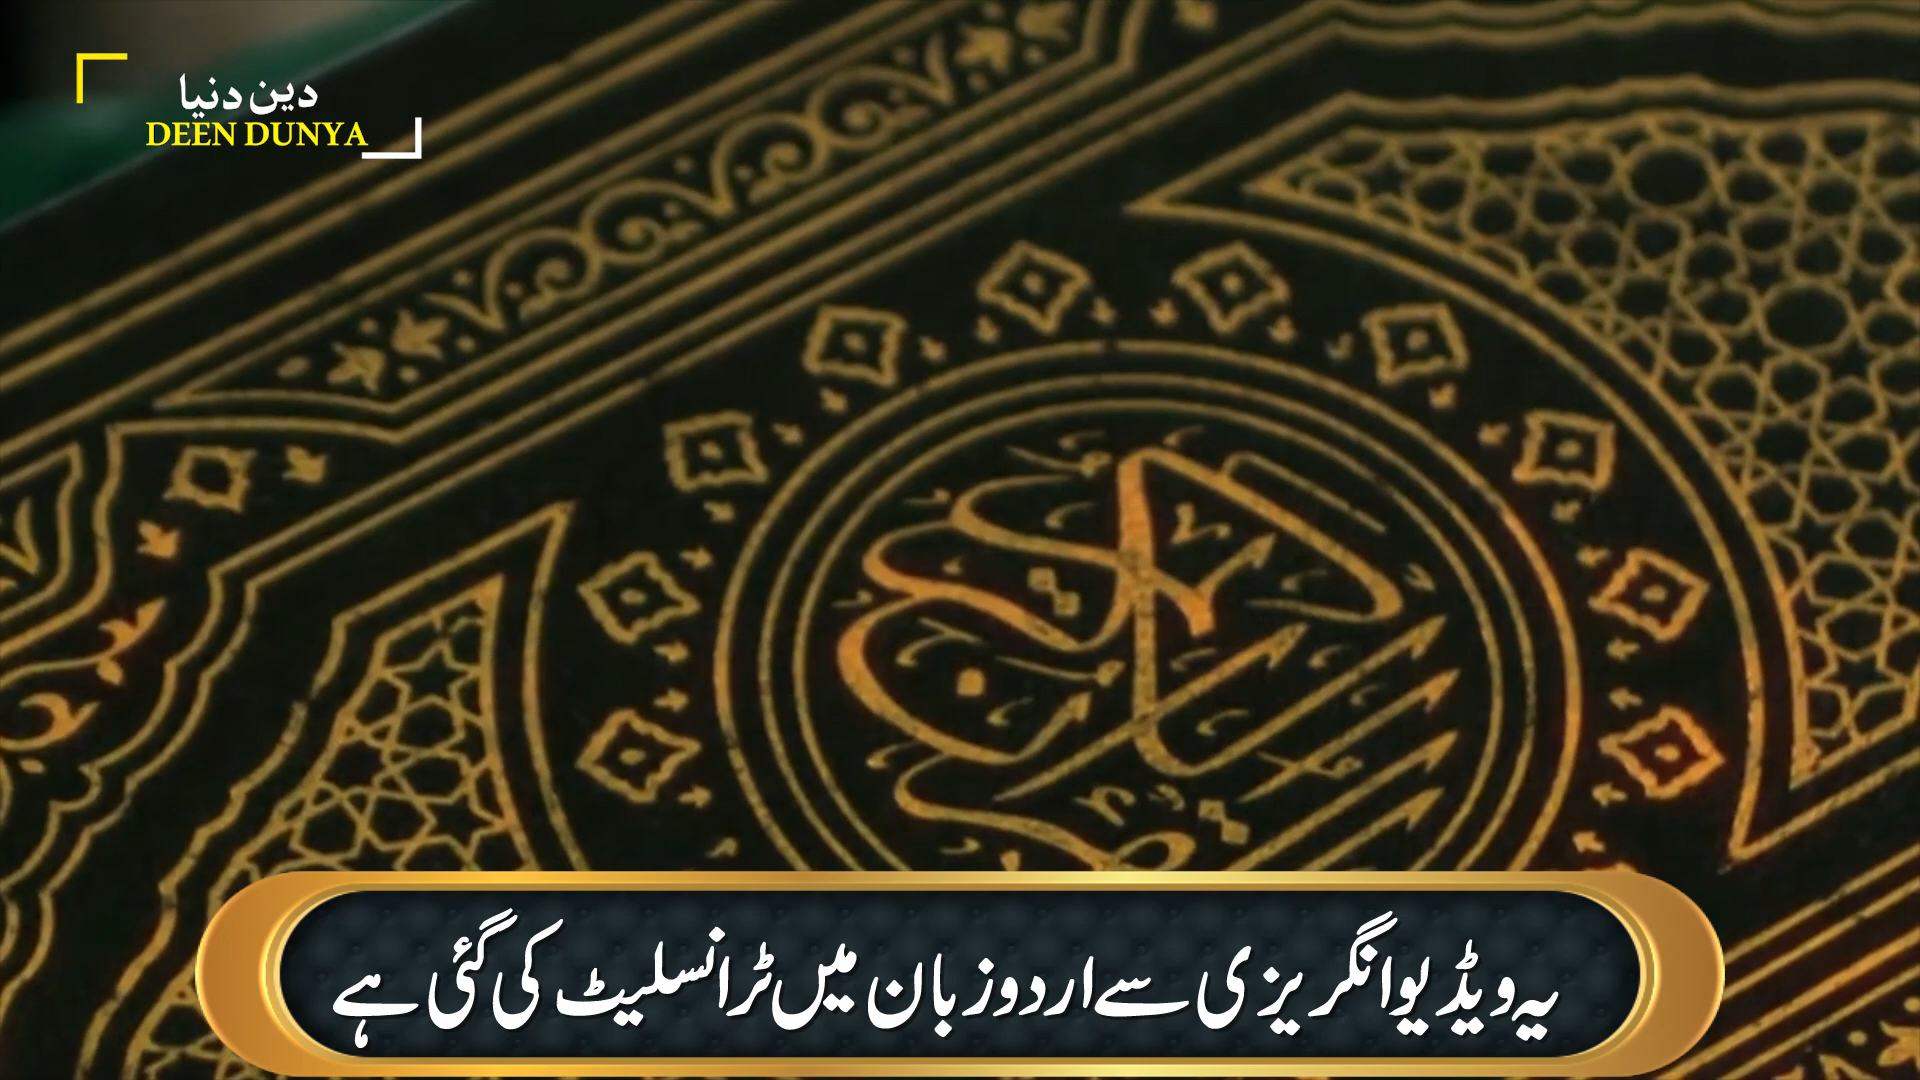 دین دنیا
DEEN DUNYA
یہ ویڈیو انگریزی سے اردو زبان میں ٹرانسلیٹ کی گئی ہے